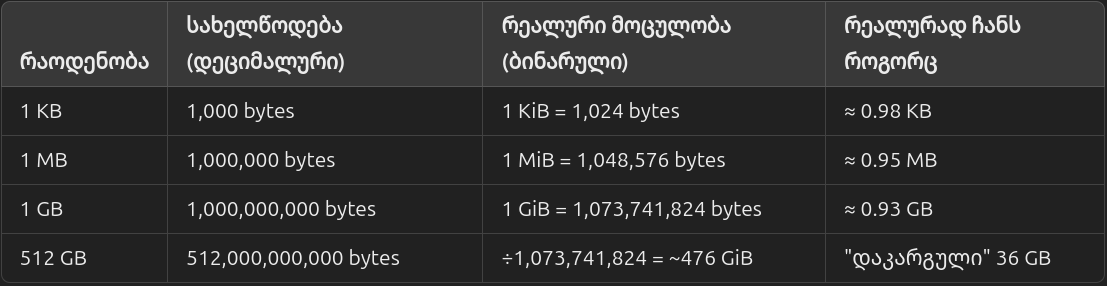 რაოდენობა
სახელწოდება
(დეციმალური)
რეალური მოცულობა
(ბინარული)
რეალურად ჩანს
როგორც
1 KB
1,000 bytes
1 KiB = 1,024 bytes
≈ 0.98 KB
1 MB
1,000,000 bytes
1 MiB = 1,048,576 bytes
≈ 0.95 MB
1 GB
1,000,000,000 bytes
1 GiB = 1,073,741,824 bytes
≈ 0.93 GB
512 GB
512,000,000,000 bytes
÷1,073,741,824 = ~476 GiB
"დაკარგული" 36 GB